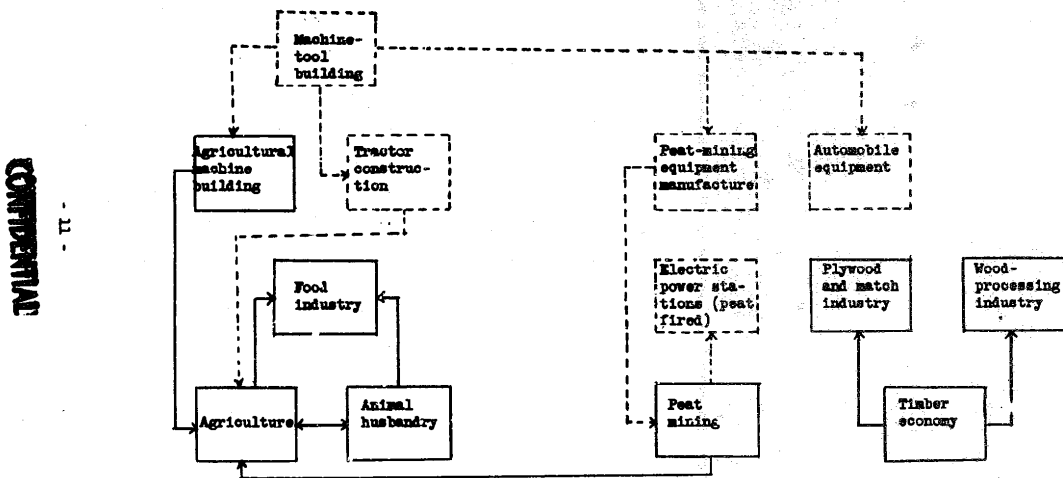 CONFIDENTIAL
- 11 -
Machine-
tool
building
Agricultural
machine
building
Tractor
construc-
tion
Peat-mining
equipment
manufacture
Automobile
equipment
Food
industry
Electric
power sta-
tions (peat
fired)
Plywood
and match
industry
Wood-
processing
industry
Agriculture
Animal
husbandry
Peat
mining
Timber
economy